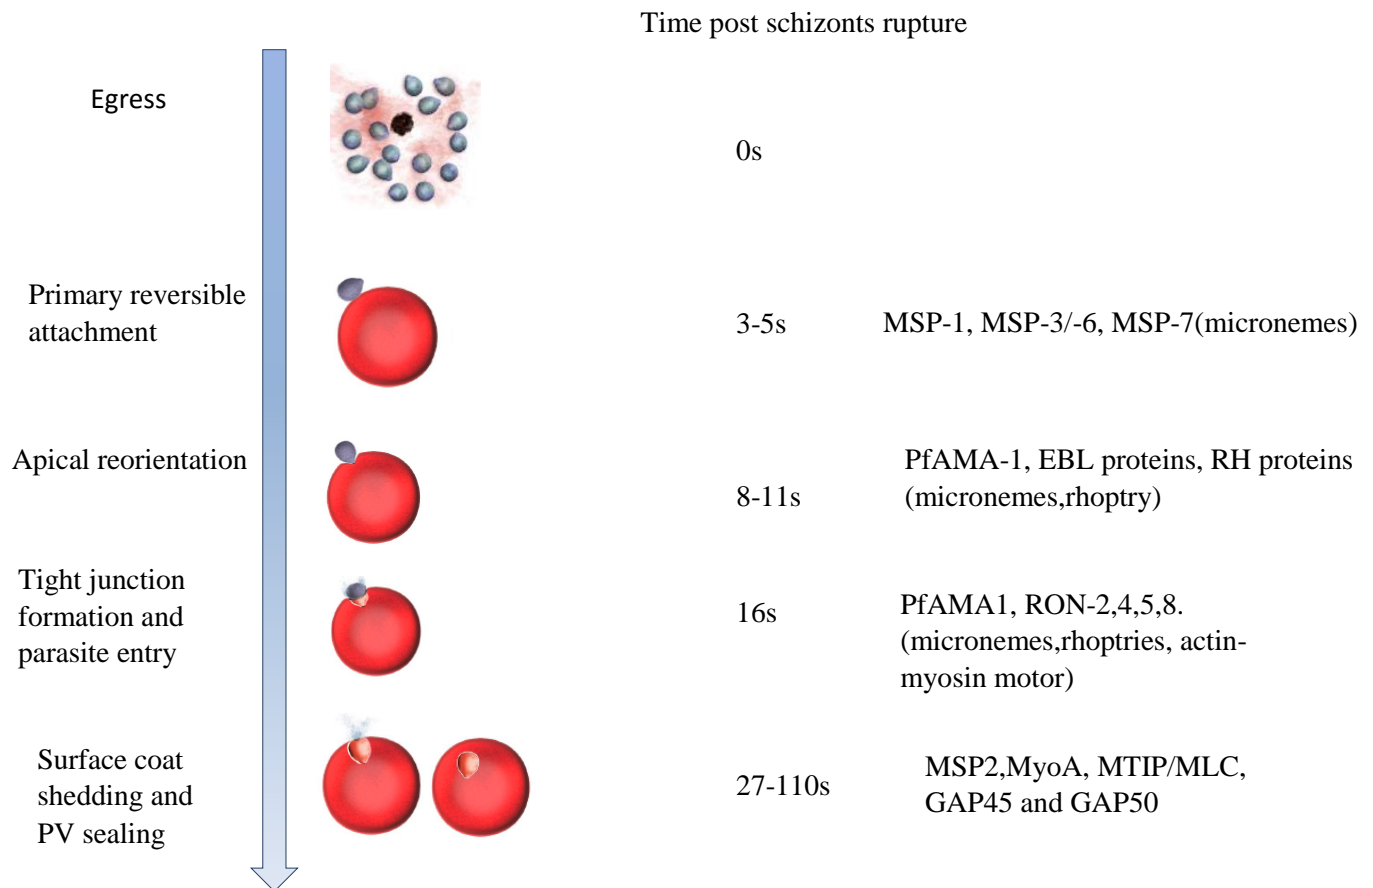 Time post schizonts rupture
Egress
0s
Primary reversible
attachment
3-5s
MSP-1, MSP-3/-6, MSP-7(micronemes)
Apical reorientation
8-11s
PfAMA-1, EBL proteins, RH proteins
(micronemes,rhoptry)
Tight junction
formation and
parasite entry
16s
PfAMA1, RON-2,4,5,8.
(micronemes,rhoptries, actin-
myosin motor)
Surface coat
shedding and
PV sealing
27-110s
MSP2,MyoA, MTIP/MLC,
GAP45 and GAP50